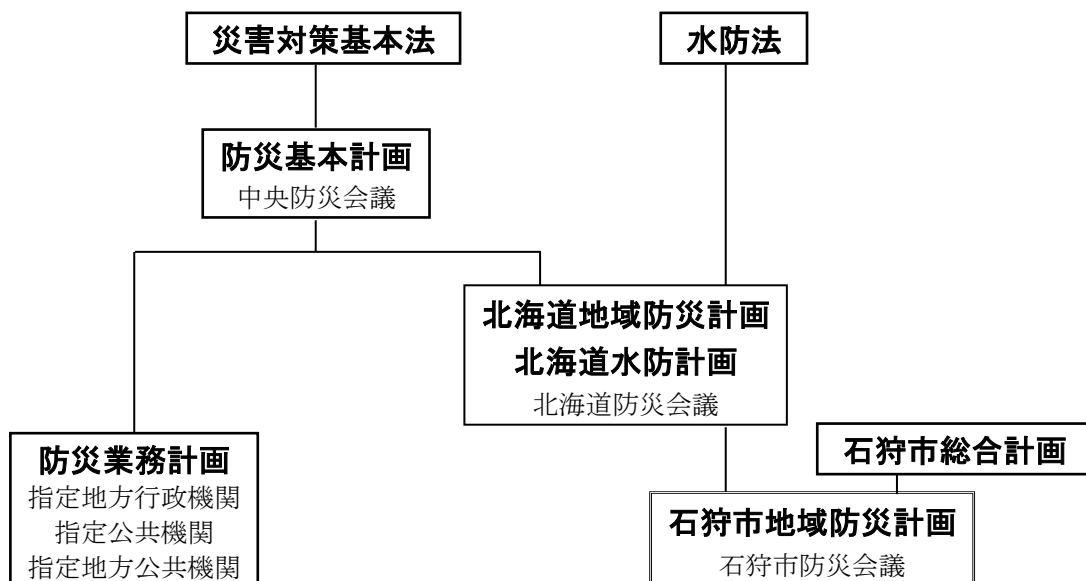 災害対策基本法
水防法
防災基本計画
中央防災会議
北海道地域防災計画
北海道水防計画
北海道防災会議
防災業務計画
指定地方行政機関
指定公共機関
指定地方公共機関
石狩市総合計画
石狩市地域防災計画
石狩市防災会議